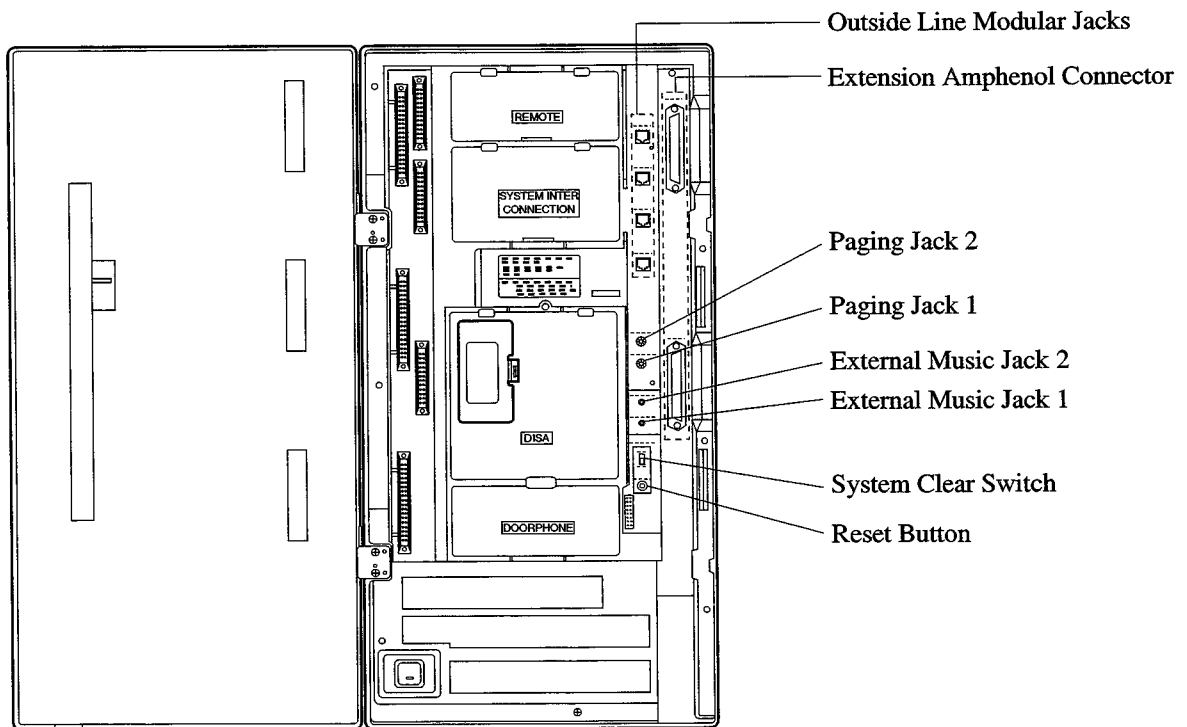 Outside Line Modular Jacks
Extension Amphenol Connector
REMOTE
SYSTEM INTER
CONNECTION
Paging Jack 2
Paging Jack 1
External Music Jack 2
External Music Jack 1
DISA
System Clear Switch
Reset Button
DOORPHONE